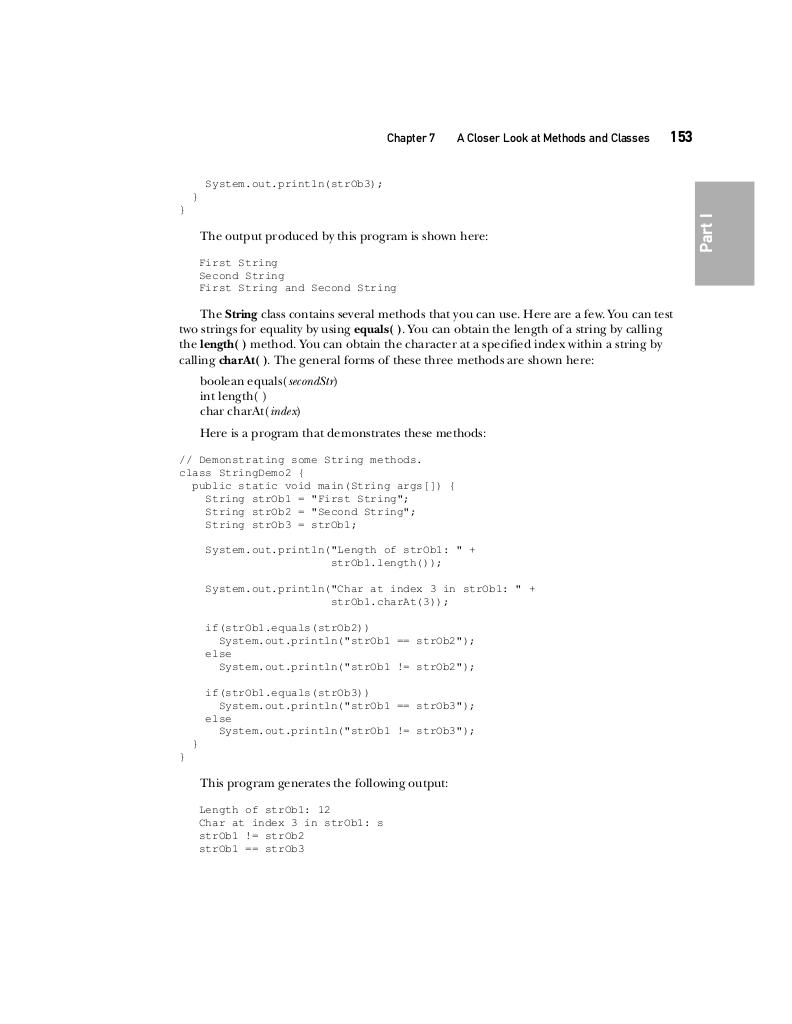 Chapter 7 A Closer Look at Methods and Classes 153
Part I
System.out.println(strOb3);
}
}
The output produced by this program is shown here:
First String
Second String
First String and Second String
The String class contains several methods that you can use. Here are a few. You can test
two strings for equality by using equals( ). You can obtain the length of a string by calling
the length( ) method. You can obtain the character at a specified index within a string by
calling charAt( ). The general forms of these three methods are shown here:
boolean equals(secondStr)
int length( )
char charAt(index)
Here is a program that demonstrates these methods:
// Demonstrating some String methods.
class StringDemo2 {
public static void main(String args[]) {
String strOb1 = "First String";
String strOb2 = "Second String";
String strOb3 = strOb1;
System.out.println("Length of strOb1: " +
strOb1.length());
System.out.println("Char at index 3 in strOb1: " +
strOb1.charAt(3));
if(strOb1.equals(strOb2))
System.out.println("strOb1 == strOb2");
else
System.out.println("strOb1 != strOb2");
if(strOb1.equals(strOb3))
System.out.println("strOb1 == strOb3");
else
System.out.println("strOb1 != strOb3");
}
}
This program generates the following output:
Length of strOb1: 12
Char at index 3 in strOb1: s
strOb1 != strOb2
strOb1 == strOb3